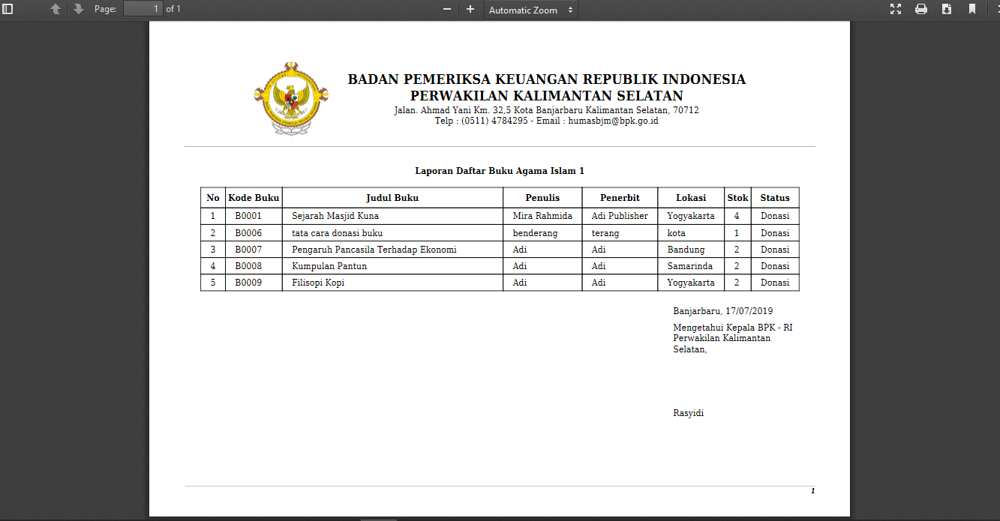 Page: 1 of 1 Automatic Zoom
BADAN PEMERIKSA KEUANGAN REPUBLIK INDONESIA
PERWAKILAN KALIMANTAN SELATAN
Jalan. Ahmad Yani Km. 32,5 Kota Banjarbaru Kalimantan Selatan, 70712
Telp : (0511) 4784295 - Email : humasbjm@bpk.go.id
Laporan Daftar Buku Agama Islam 1
No Kode Buku Judul Buku Penulis Penerbit Lokasi Stok Status
1 B0001 Sejarah Masjid Kuna Mira Rahmida Adi Publisher Yogyakarta 4 Donasi
2 B0006 tata cara donasi buku benderang terang kota 1 Donasi
3 B0007 Pengaruh Pancasila Terhadap Ekonomi Adi Adi Bandung 2 Donasi
4 B0008 Kumpulan Pantun Adi Adi Samarinda 2 Donasi
5 B0009 Filisopi Kopi Adi Adi Yogyakarta 2 Donasi
Banjarbaru, 17/07/2019
Mengetahui Kepala BPK - RI
Perwakilan Kalimantan
Selatan,
Rasyidi
1